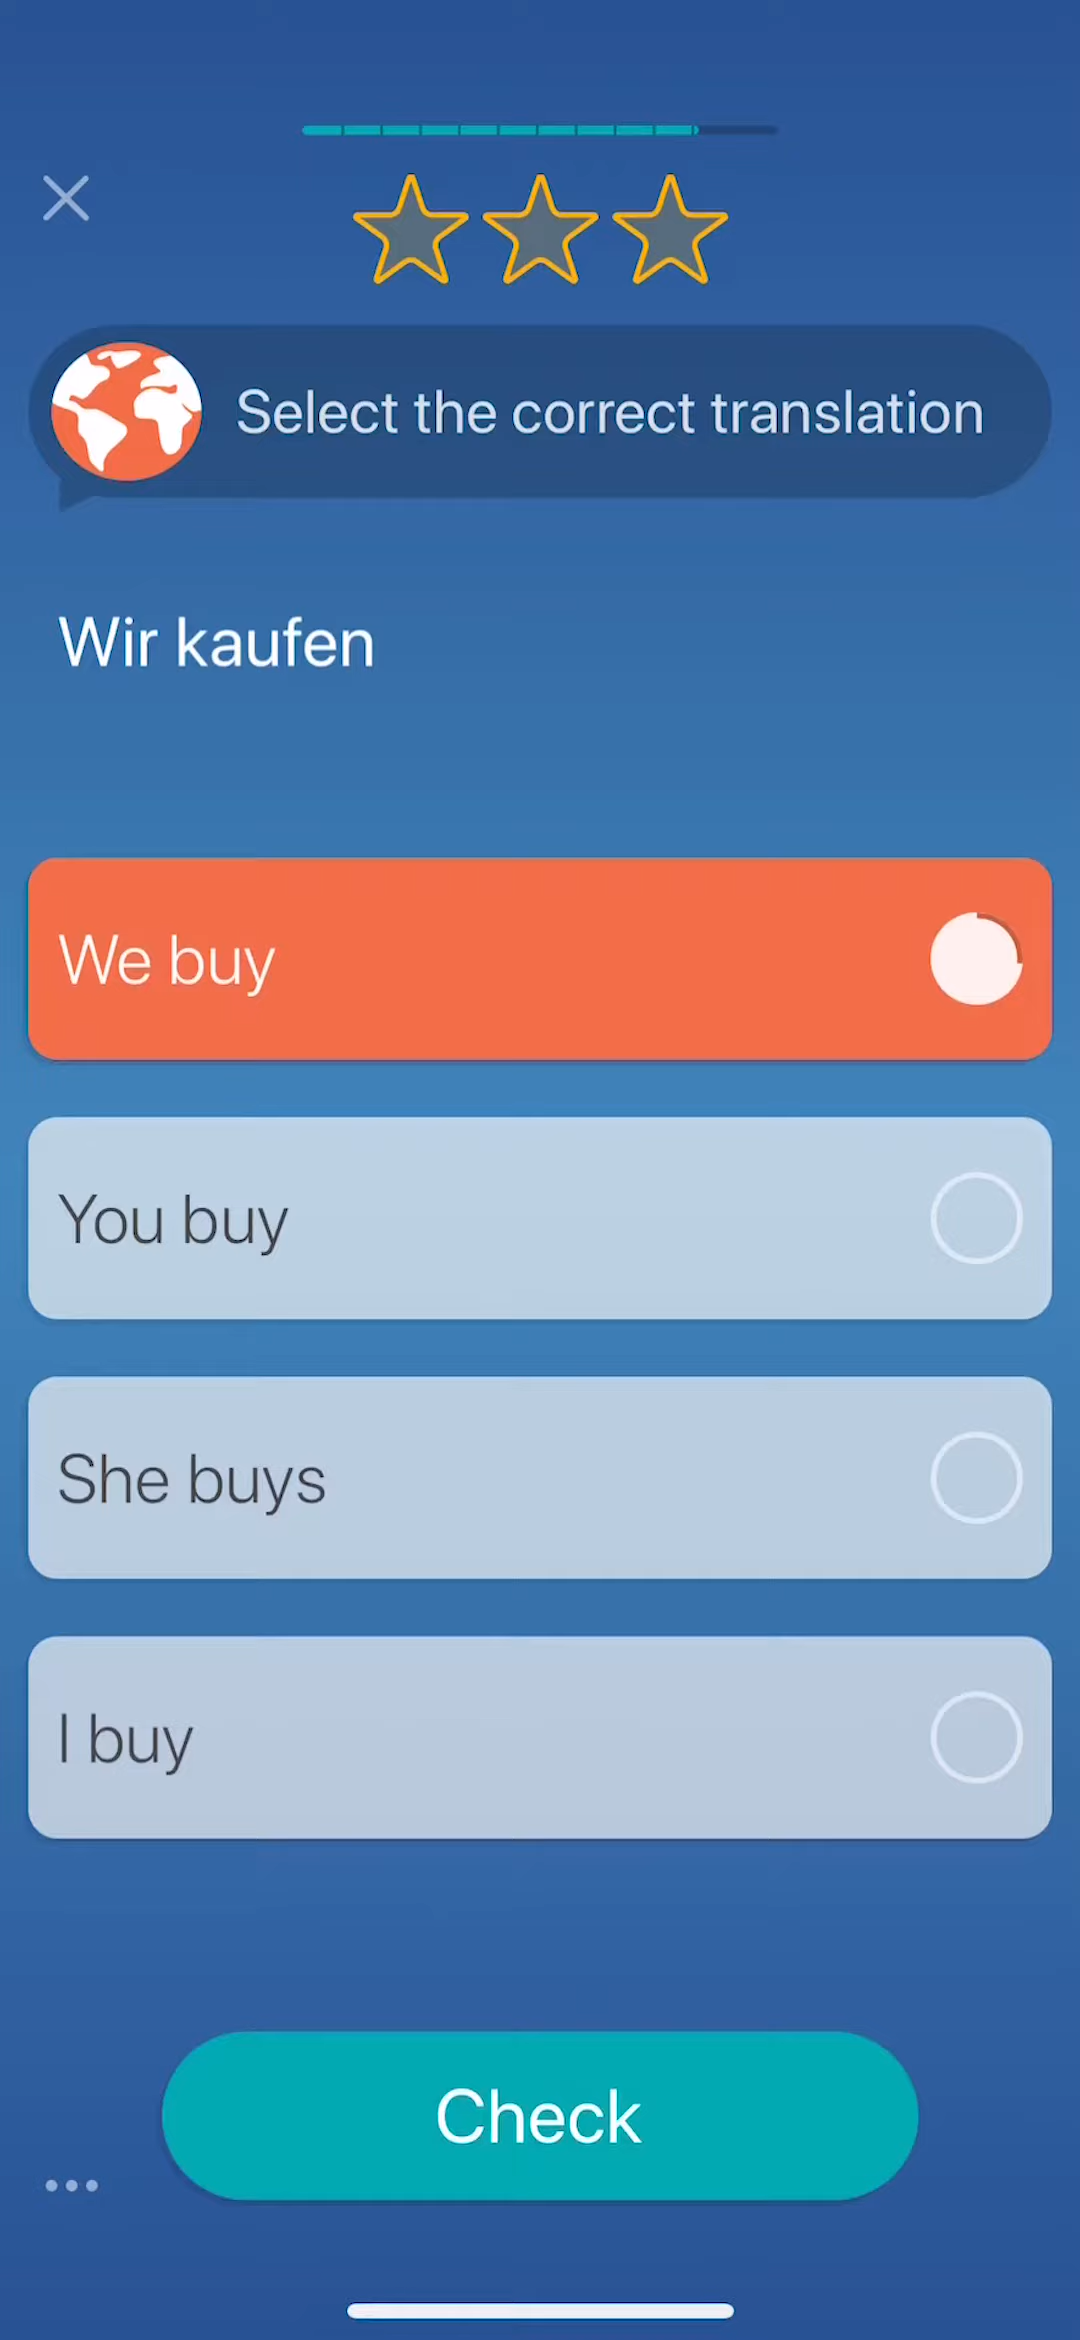 Select the correct translation
Wir kaufen
We buy
You buy
She buys
I buy
Check